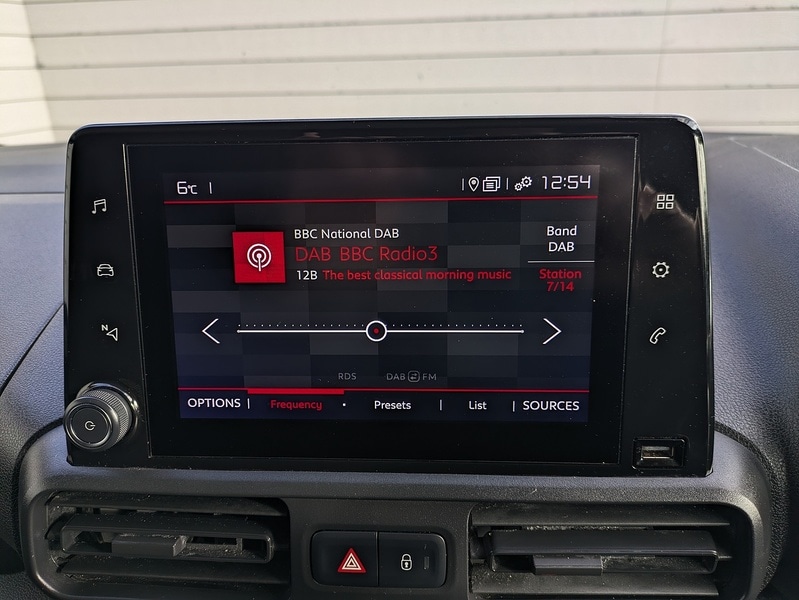 6°C
12:54
BBC National DAB
DAB BBC Radio3
12B The best classical morning music
Band
DAB
Station
7/14
N
RDS
DAB FM
OPTIONS Frequency Presets List SOURCES